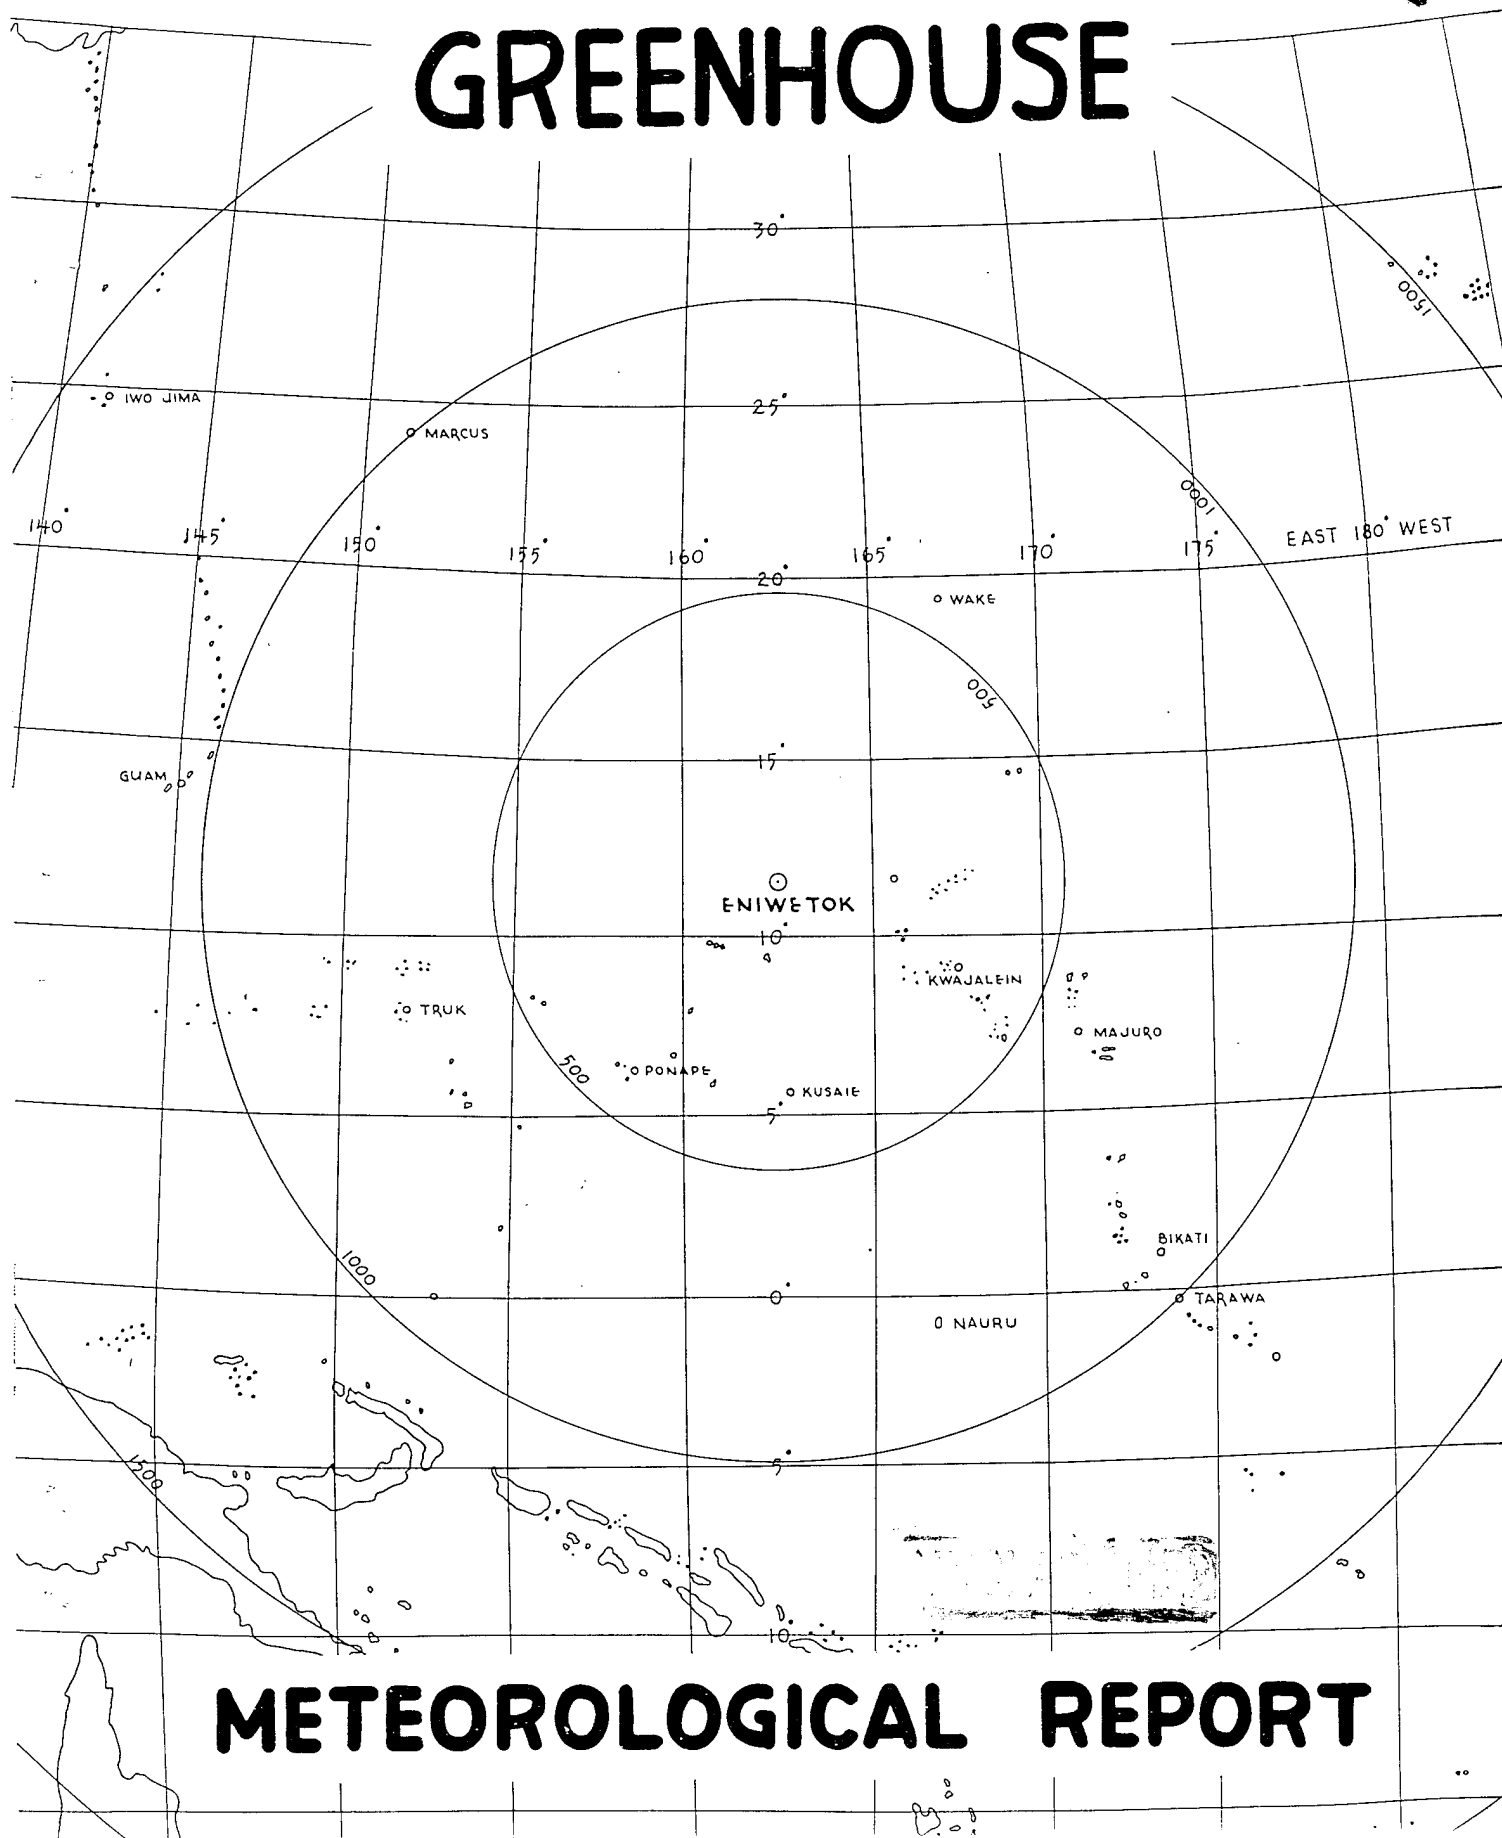 GREENHOUSE
30°
1500
IWO JIMA
25°
MARCUS
1000
140° 145° 150° 155° 160° 165° 170° 175° EAST 180° WEST
20°
WAKE
500
15°
GUAM
ENIWETOK
10°
KWAJALEIN
TRUK
MAJURO
500
PONAPE
KUSAIE
5°
BIKATI
1000
0°
TARAWA
NAURU
5°
1500
10°
METEOROLOGICAL REPORT